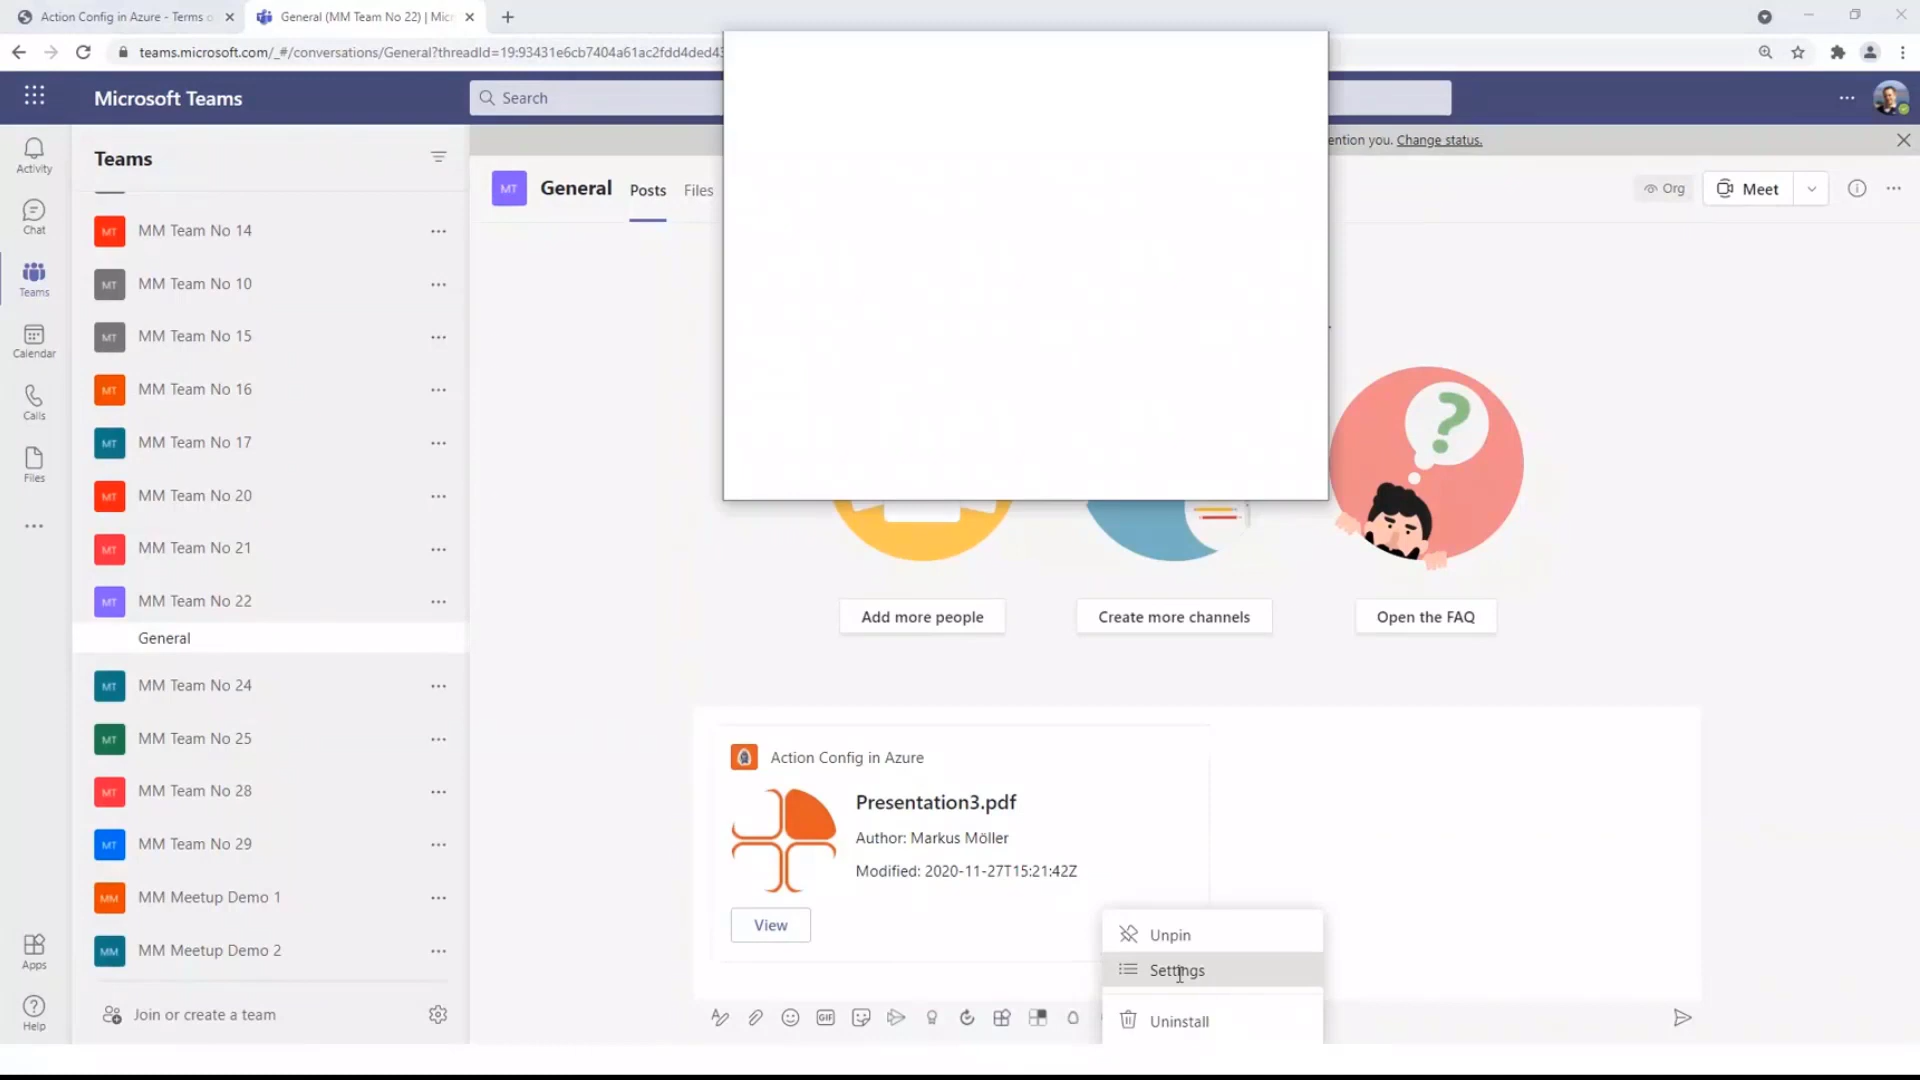 Action Config in Azure - Terms o
General (MM Team No 22) | Micr
teams.microsoft.com/_#/conversations/General?threadId=19:93431e6cb7404a61ac2fdd4ded43
Microsoft Teams
Search
ention you. Change status.
Activity
Chat
Teams
Calendar
Calls
Files
Apps
Help
Teams
MT MM Team No 14
MT MM Team No 10
MT MM Team No 15
MT MM Team No 16
MT MM Team No 17
MT MM Team No 20
MT MM Team No 21
MT MM Team No 22
General
MT MM Team No 24
MT MM Team No 25
MT MM Team No 28
MT MM Team No 29
MM MM Meetup Demo 1
MM MM Meetup Demo 2
Join or create a team
MT General Posts Files
Org Meet
?
Add more people
Create more channels
Open the FAQ
Action Config in Azure
Presentation3.pdf
Author: Markus Möller
Modified: 2020-11-27T15:21:42Z
View
Unpin
Settings
Uninstall
GIF